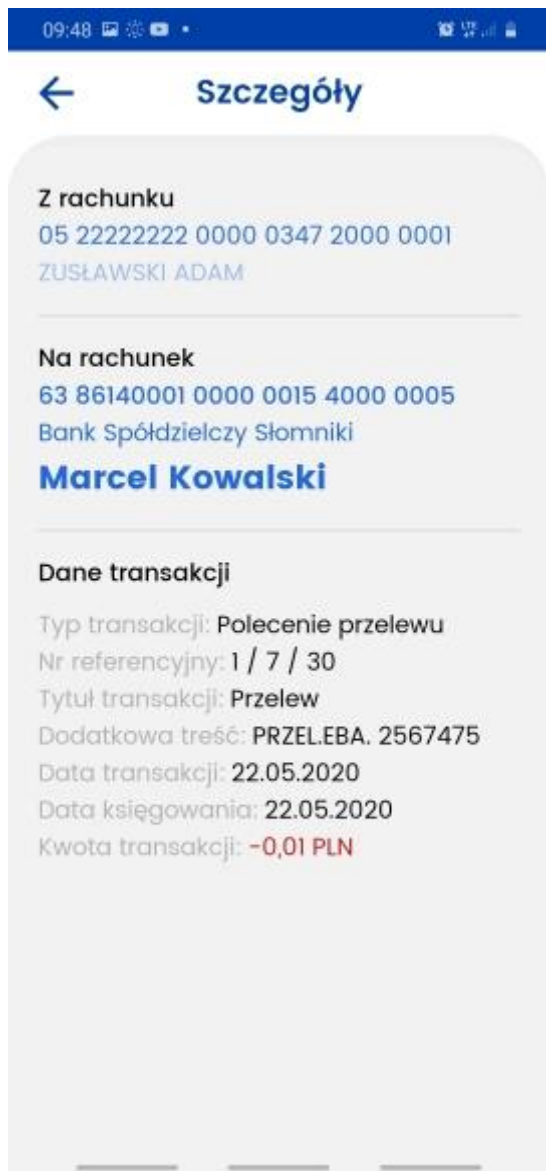 09:48
Szczegóły
Z rachunku
05 22222222 0000 0347 2000 0001
ZUSŁAWSKI ADAM
Na rachunek
63 86140001 0000 0015 4000 0005
Bank Spółdzielczy Słomniki
Marcel Kowalski
Dane transakcji
Typ transakcji: Polecenie przelewu
Nr referencyjny: 1 / 7 / 30
Tytuł transakcji: Przelew
Dodatkowa treść: PRZEL.EBA. 2567475
Data transakcji: 22.05.2020
Data księgowania: 22.05.2020
Kwota transakcji: -0,01 PLN